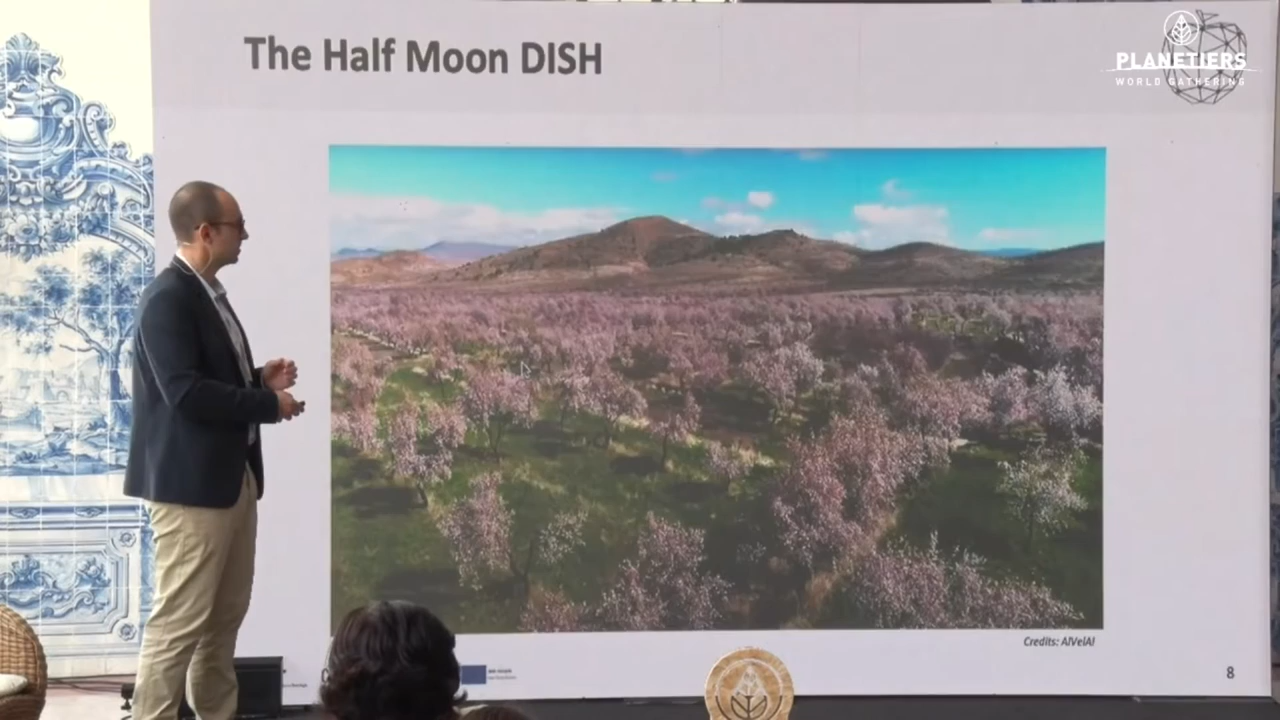 The Half Moon DISH
PLANETIERS
WORLD GATHERING
Credits: AlVelAl
8